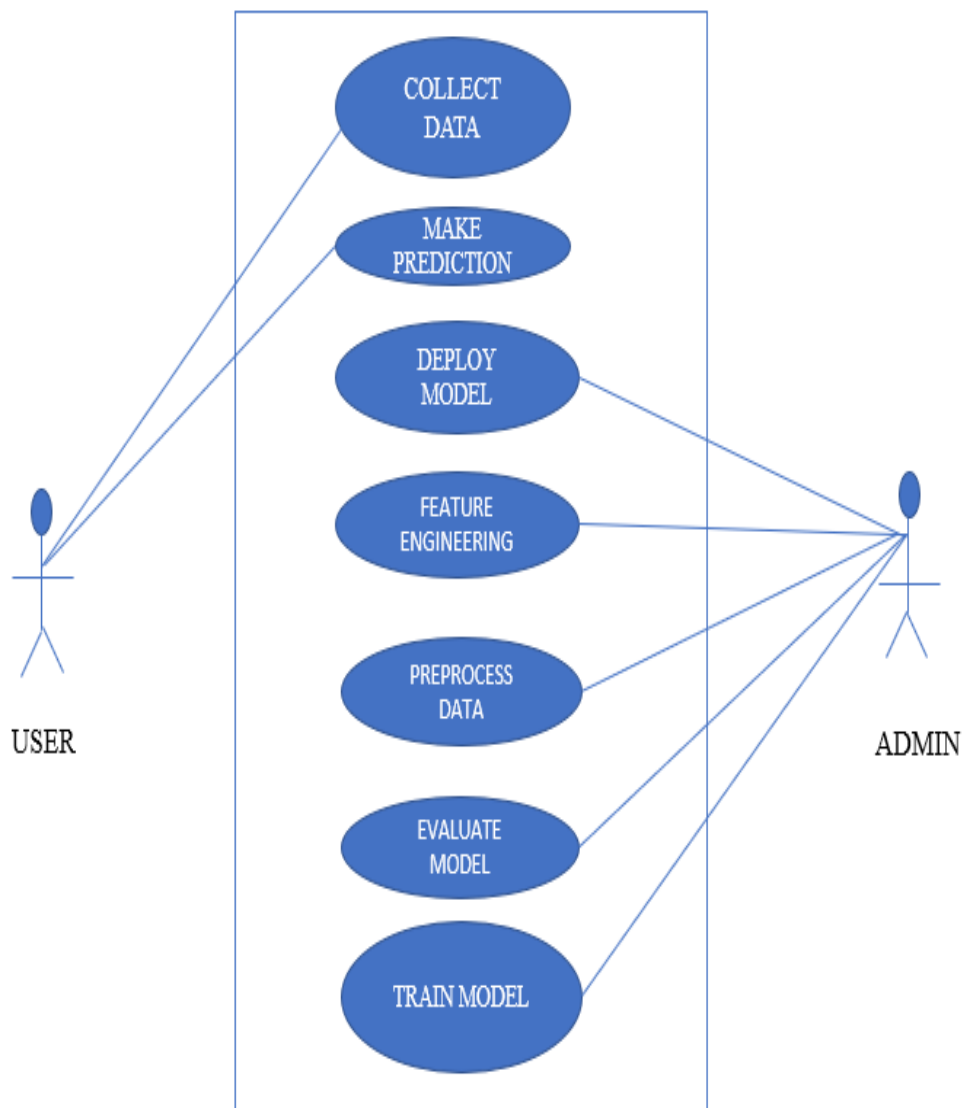 COLLECT
DATA
MAKE
PREDICTION
DEPLOY
MODEL
FEATURE
ENGINEERING
PREPROCESS
DATA
USER
ADMIN
EVALUATE
MODEL
TRAIN MODEL